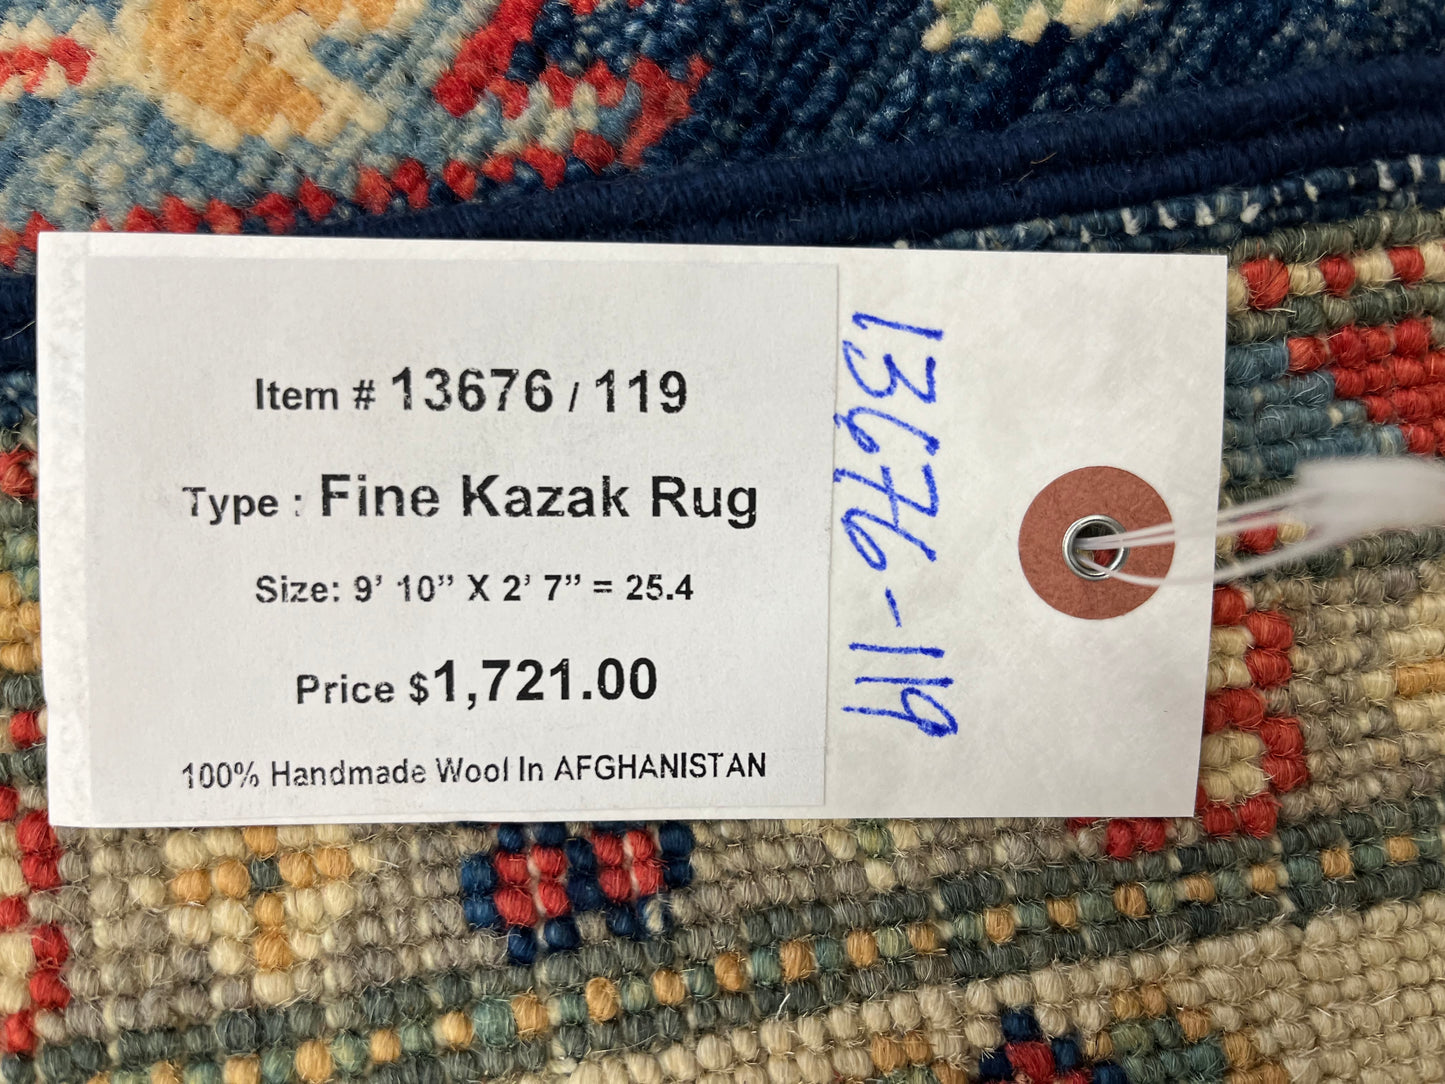 Item # 13676 / 119
Type : Fine Kazak Rug
Size: 9’ 10” X 2’ 7” = 25.4
Price $1,721.00
100% Handmade Wool In AFGHANISTAN
13676-119